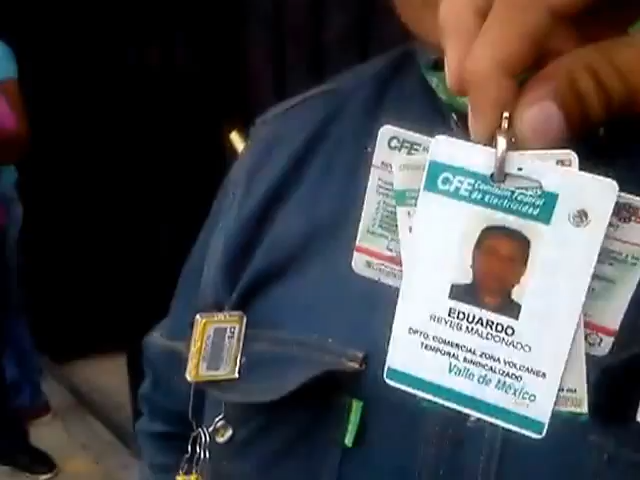 CFE
CFE Comisión Federal
de Electricidad
EDUARDO
REYES MALDONADO
DPTO. COMERCIAL ZONA VOLCANES
TEMPORAL SINDICALIZADO
Valle de México